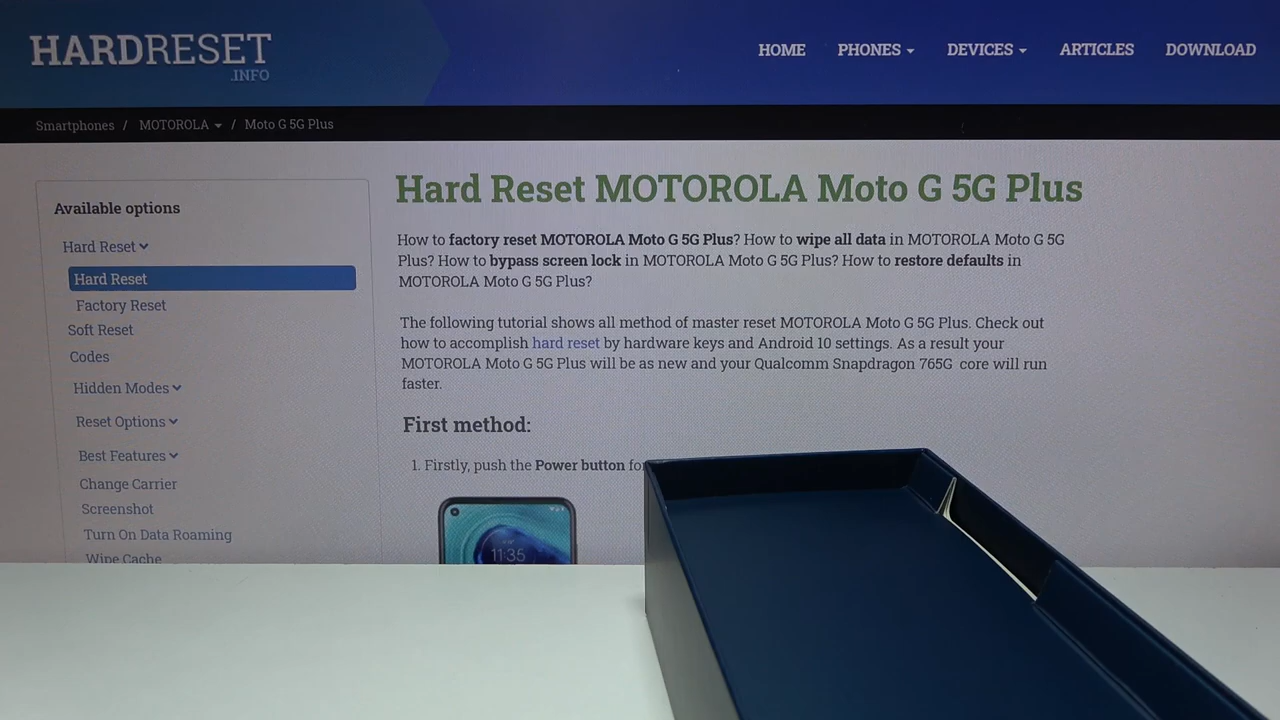 HARDRESET
.INFO
HOME PHONES DEVICES ARTICLES DOWNLOAD
Smartphones / MOTOROLA / Moto G 5G Plus
Available options
Hard Reset
Hard Reset
Factory Reset
Soft Reset
Codes
Hidden Modes
Reset Options
Best Features
Change Carrier
Screenshot
Turn On Data Roaming
Wipe Cache
Hard Reset MOTOROLA Moto G 5G Plus
How to factory reset MOTOROLA Moto G 5G Plus? How to wipe all data in MOTOROLA Moto G 5G
Plus? How to bypass screen lock in MOTOROLA Moto G 5G Plus? How to restore defaults in
MOTOROLA Moto G 5G Plus?
The following tutorial shows all method of master reset MOTOROLA Moto G 5G Plus. Check out
how to accomplish hard reset by hardware keys and Android 10 settings. As a result your
MOTOROLA Moto G 5G Plus will be as new and your Qualcomm Snapdragon 765G core will run
faster.
First method:
1. Firstly, push the Power button fo
11:35